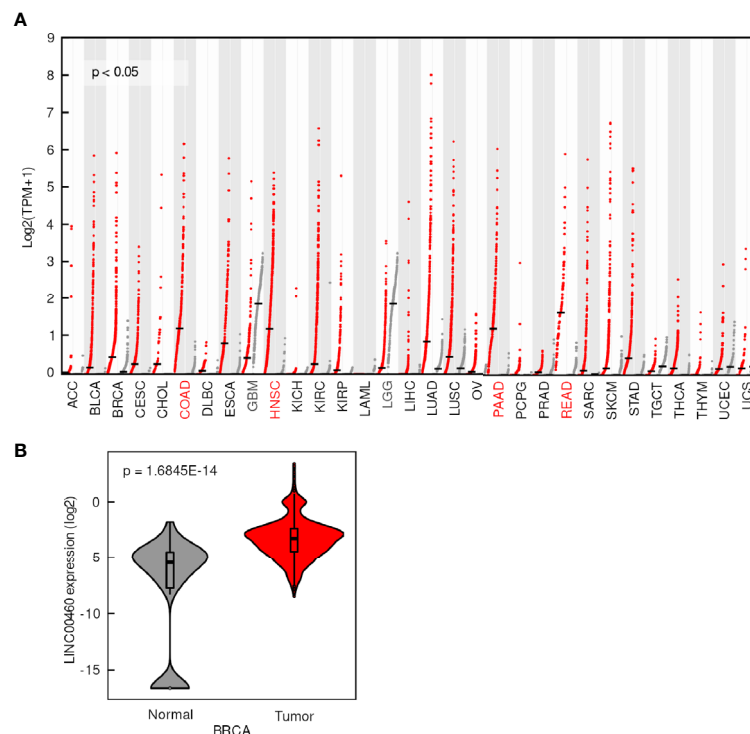 A
9
8
7
6
5
4
3
2
1
0
Log2(TPM+1)
p < 0.05
ACC
BLCA
BRCA
CESC
CHOL
COAD
DLBC
ESCA
GBM
HNSC
KICH
KIRC
KIRP
LAML
LGG
LIHC
LUAD
LUSC
OV
PAAD
PCPG
PRAD
READ
SARC
SKCM
STAD
TGCT
THCA
THYM
UCEC
UCS
B
p = 1.6845E-14
0
5
-10
-15
LINC00460 expression (log2)
Normal
Tumor
BRCA